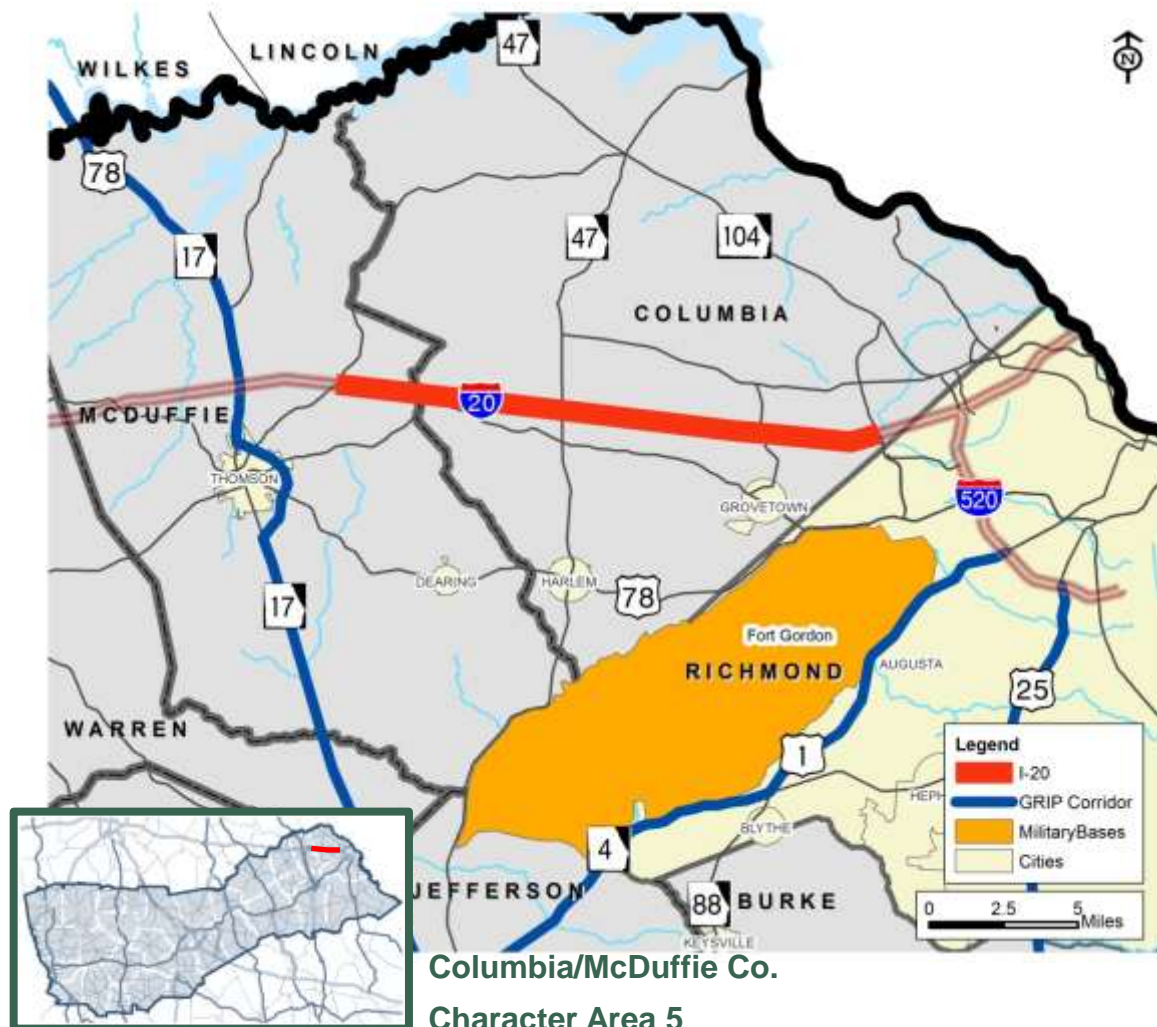 47
LINCOLN
WILKES
N
78
17
47
104
COLUMBIA
20
MCDUFFIE
THOMSON
GROVETOWN
520
DEARING
HARLEM
78
17
Fort Gordon
RICHMOND
AUGUSTA
25
WARREN
1
Legend
I-20
GRIP Corridor
MilitaryBases
Cities
HEPH
BLYTHE
4
JEFFERSON
88
BURKE
KEYSVILLE
0 2.5 5
Miles
Columbia/McDuffie Co.
Character Area 5